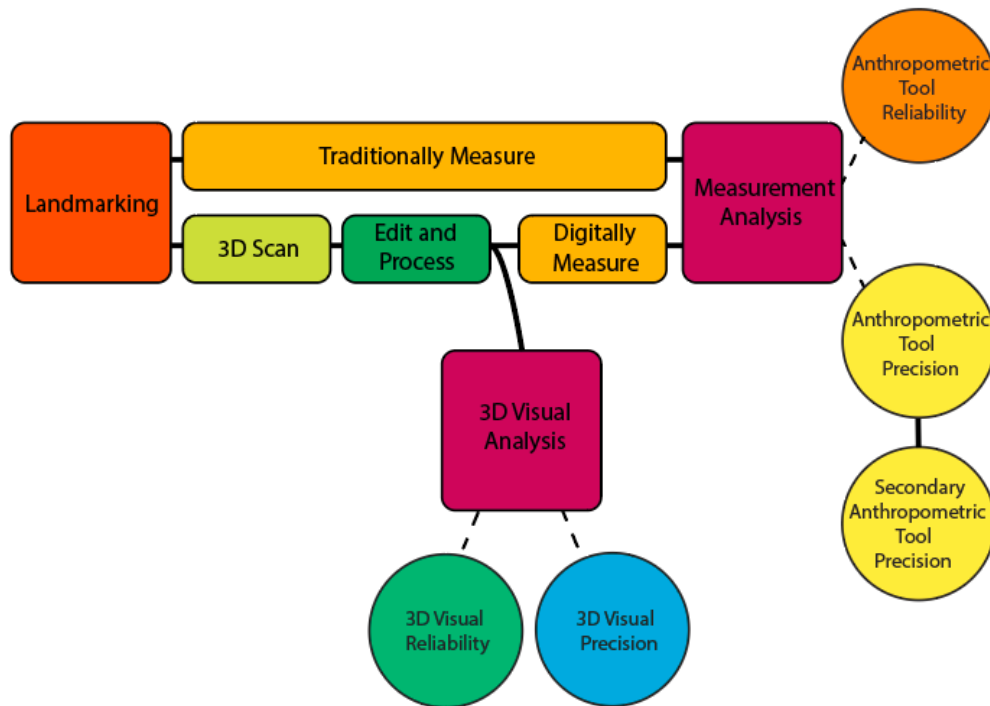 Anthropometric
Tool
Reliability
Traditionally Measure
Landmarking
Measurement
Analysis
3D Scan
Edit and
Process
Digitally
Measure
Anthropometric
Tool
Precision
3D Visual
Analysis
Secondary
Anthropometric
Tool
Precision
3D Visual
Reliability
3D Visual
Precision